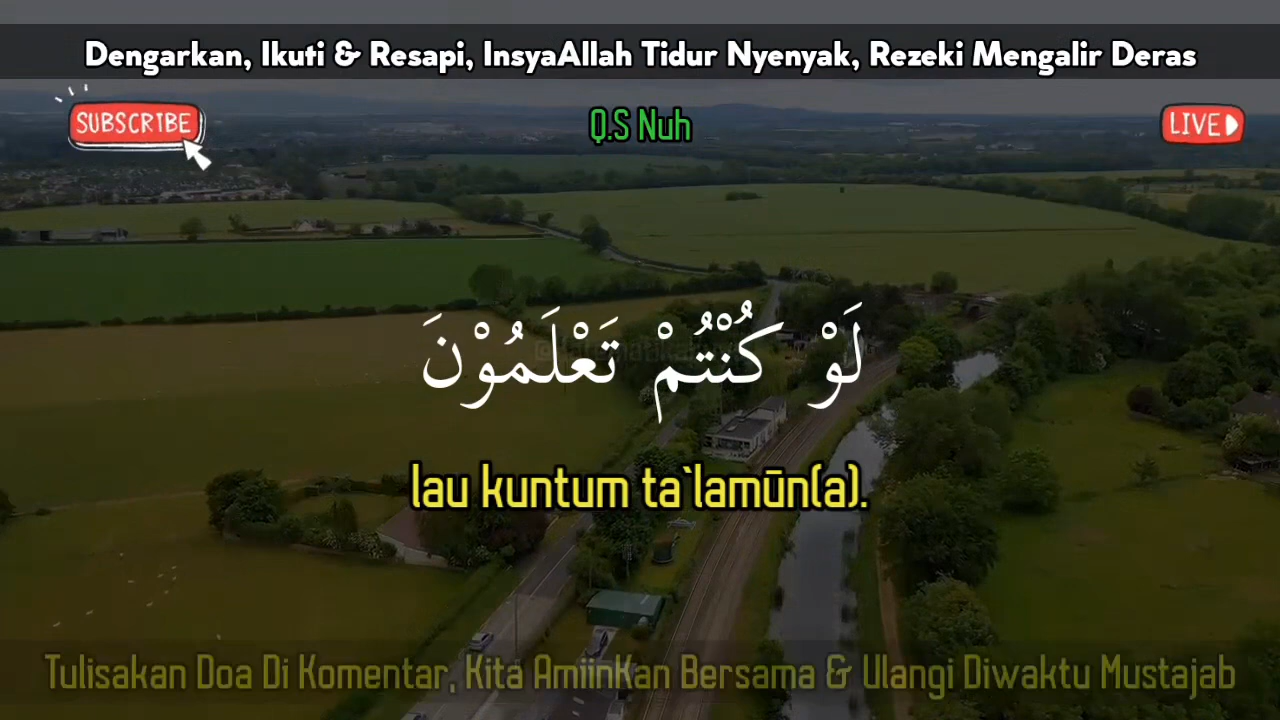 Dengarkan, Ikuti & Resapi, InsyaAllah Tidur Nyenyak, Rezeki Mengalir Deras
SUBSCRIBE
Q.S Nuh
LIVE
لَوْ كُنْتُمْ تَعْلَمُوْنَ
lau kuntum ta`lamūn(a).
Tulisakan Doa Di Komentar, Kita AmiinKan Bersama & Ulangi Diwaktu Mustajab